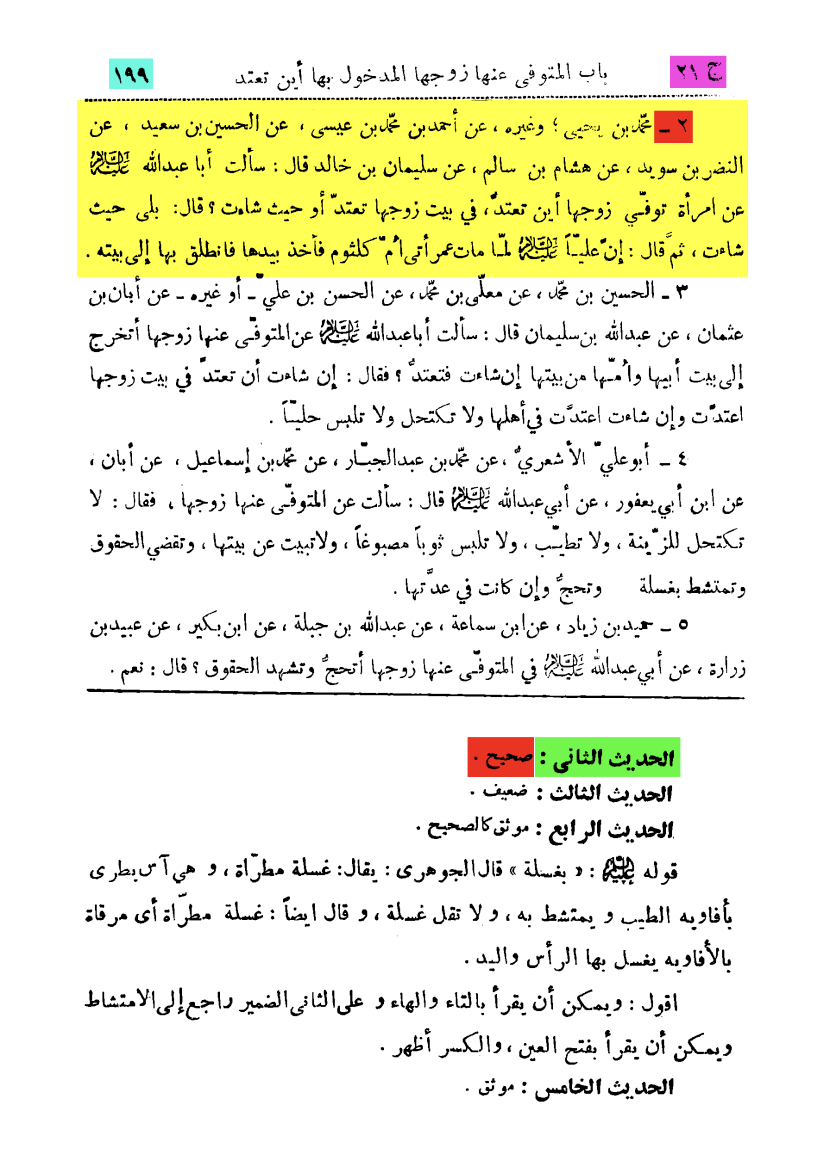 ج ٢١ باب المتوفى عنها زوجها المدخول بها أين تعتد ١٩٩
٢ ـ محمّد بن يحيى ؛ وغيره ، عن أحمد بن محمّد بن عيسى ، عن الحسين بن سعيد ، عن
النضر بن سويد ، عن هشام بن سالم ، عن سليمان بن خالد قال : سألت أبا عبدالله عليه السلام
عن امرأة توفّي زوجها أين تعتدُّ ، في بيت زوجها تعتدّ أو حيث شاءت ؟ قال : بلى حيث
شاءت ، ثمَّ قال : إنَّ عليّاً عليه السلام لمّا مات عمر أتى أُمّ كلثوم فأخذ بيدها فانطلق بها إلى بيته .
٣ ـ الحسين بن محمّد ، عن معلّى بن محمّد ، عن الحسن بن عليّ ـ أو غيره ـ عن أبان بن
عثمان ، عن عبدالله بن سليمان قال : سألت أبا عبدالله عليه السلام عن المتوفّى عنها زوجها أتخرج
إلى بيت أبيها وأُمّها من بيتها إن شاءت فتعتدُّ ؟ فقال : إن شاءت أن تعتدَّ في بيت زوجها
اعتدَّت وإن شاءت اعتدَّت في أهلها ولا تكتحل ولا تلبس حليّاً .
٤ ـ أبو عليّ الأشعريُّ ، عن محمّد بن عبدالجبّار ، عن محمّد بن إسماعيل ، عن أبان ،
عن ابن أبي يعفور ، عن أبي عبدالله عليه السلام قال : سألت عن المتوفّى عنها زوجها ، فقال : لا
تكتحل للزّينة ، ولا تطيّب ، ولا تلبس ثوباً مصبوغاً ، ولا تبيت عن بيتها ، وتقضي الحقوق
وتمتشط بغسلة وتحجُّ وإن كانت في عدَّتها .
٥ ـ حميد بن زياد ، عن ابن سماعة ، عن عبدالله بن جبلة ، عن ابن بكير ، عن عبيد بن
زرارة ، عن أبي عبدالله عليه السلام في المتوفّى عنها زوجها أتحجُّ وتشهد الحقوق ؟ قال : نعم .
الحديث الثانى : صحيح .
الحديث الثالث : ضعيف .
الحديث الرابع : موثق كالصحيح .
قوله عليه السلام : « بغسلة » قال الجوهرى : يقال : غسلة مطرّاة ، و هي آس يطرى
بأفاويه الطيب و يمتشط به ، و لا تقل غسلة ، و قال ايضاً : غسلة مطرّاة أى مرقاة
بالأفاويه يغسل بها الرأس واليد .
اقول : ويمكن أن يقرأ بالتاء والهاء و على الثانى الضمير راجع إلى الامتشاط
ويمكن أن يقرأ بفتح العين ، والكسر أظهر .
الحديث الخامس : موثق .